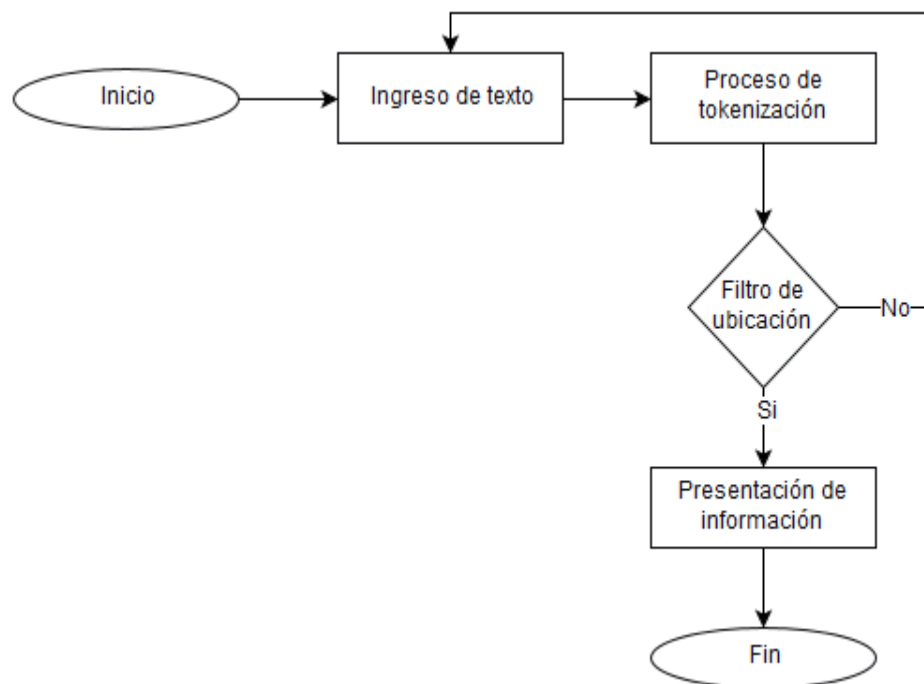 Inicio
Ingreso de texto
Proceso de
tokenización
Filtro de
ubicación
No
Si
Presentación de
información
Fin